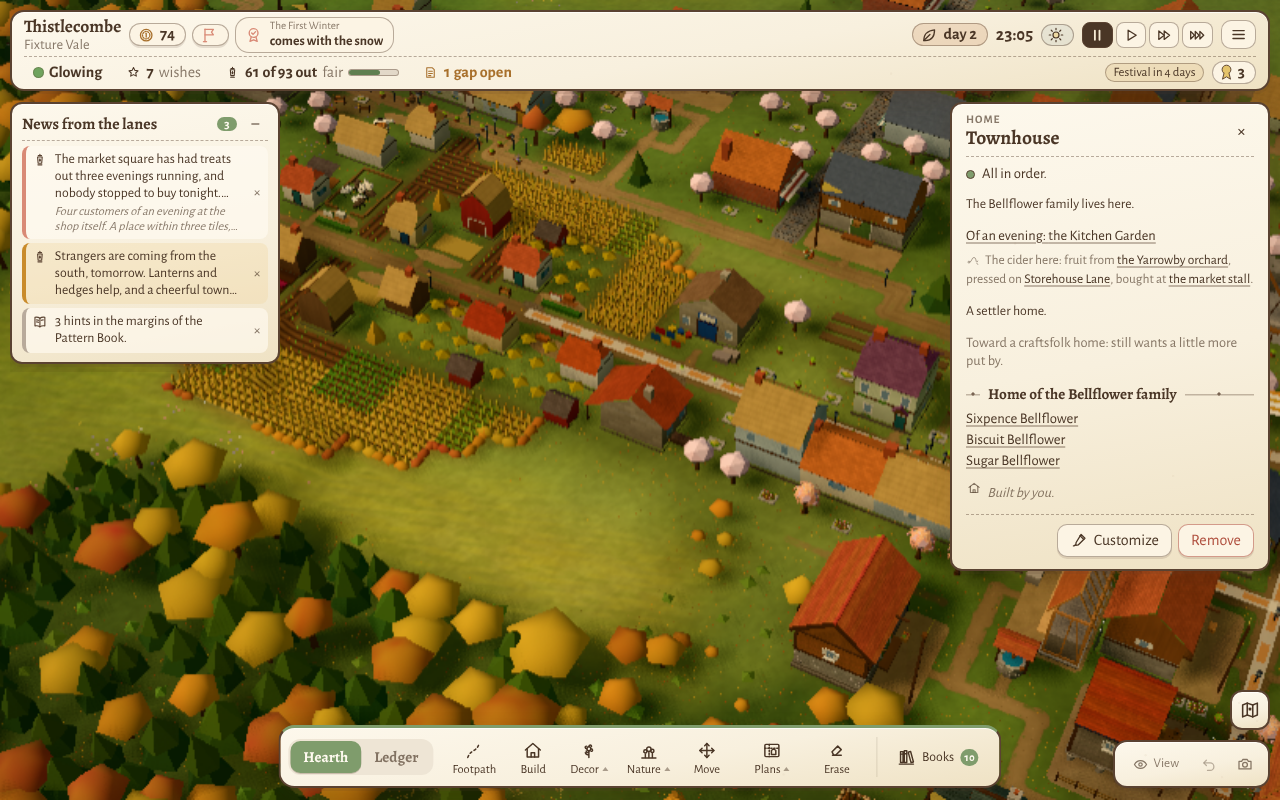 Thistlecombe
Fixture Vale
74
The First Winter
comes with the snow
day 2
23:05
Glowing
7 wishes
61 of 93 out fair
1 gap open
Festival in 4 days
3
News from the lanes
3
The market square has had treats
out three evenings running, and
nobody stopped to buy tonight....
Four customers of an evening at the
shop itself. A place within three tiles,...
Strangers are coming from the
south, tomorrow. Lanterns and
hedges help, and a cheerful town...
3 hints in the margins of the
Pattern Book.
HOME
Townhouse
All in order.
The Bellflower family lives here.
Of an evening: the Kitchen Garden
The cider here: fruit from the Yarrowby orchard,
pressed on Storehouse Lane, bought at the market stall.
A settler home.
Toward a craftsfolk home: still wants a little more
put by.
Home of the Bellflower family
Sixpence Bellflower
Biscuit Bellflower
Sugar Bellflower
Built by you.
Customize
Remove
Hearth
Ledger
Footpath
Build
Decor
Nature
Move
Plans
Erase
Books
10
View